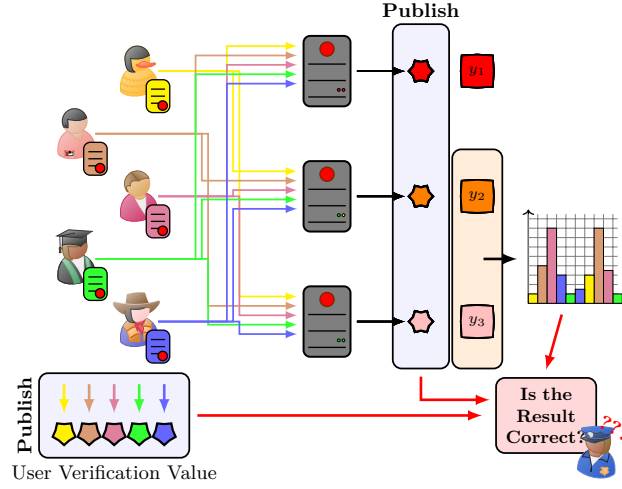 Publish
y1
y2
y3
Publish
User Verification Value
Is the
Result
Correct?
???